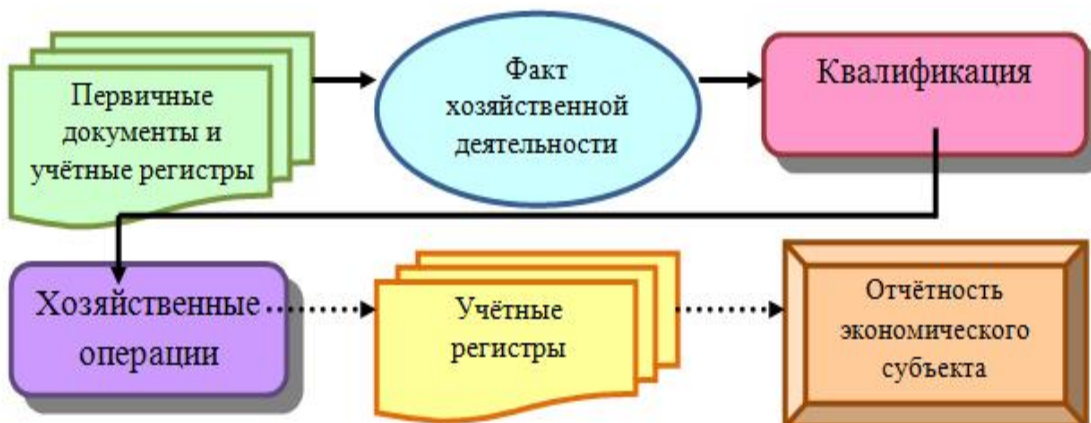 Первичные
документы и
учётные регистры
Факт
хозяйственной
деятельности
Квалификация
Хозяйственные
операции
Учётные
регистры
Отчётность
экономического
субъекта